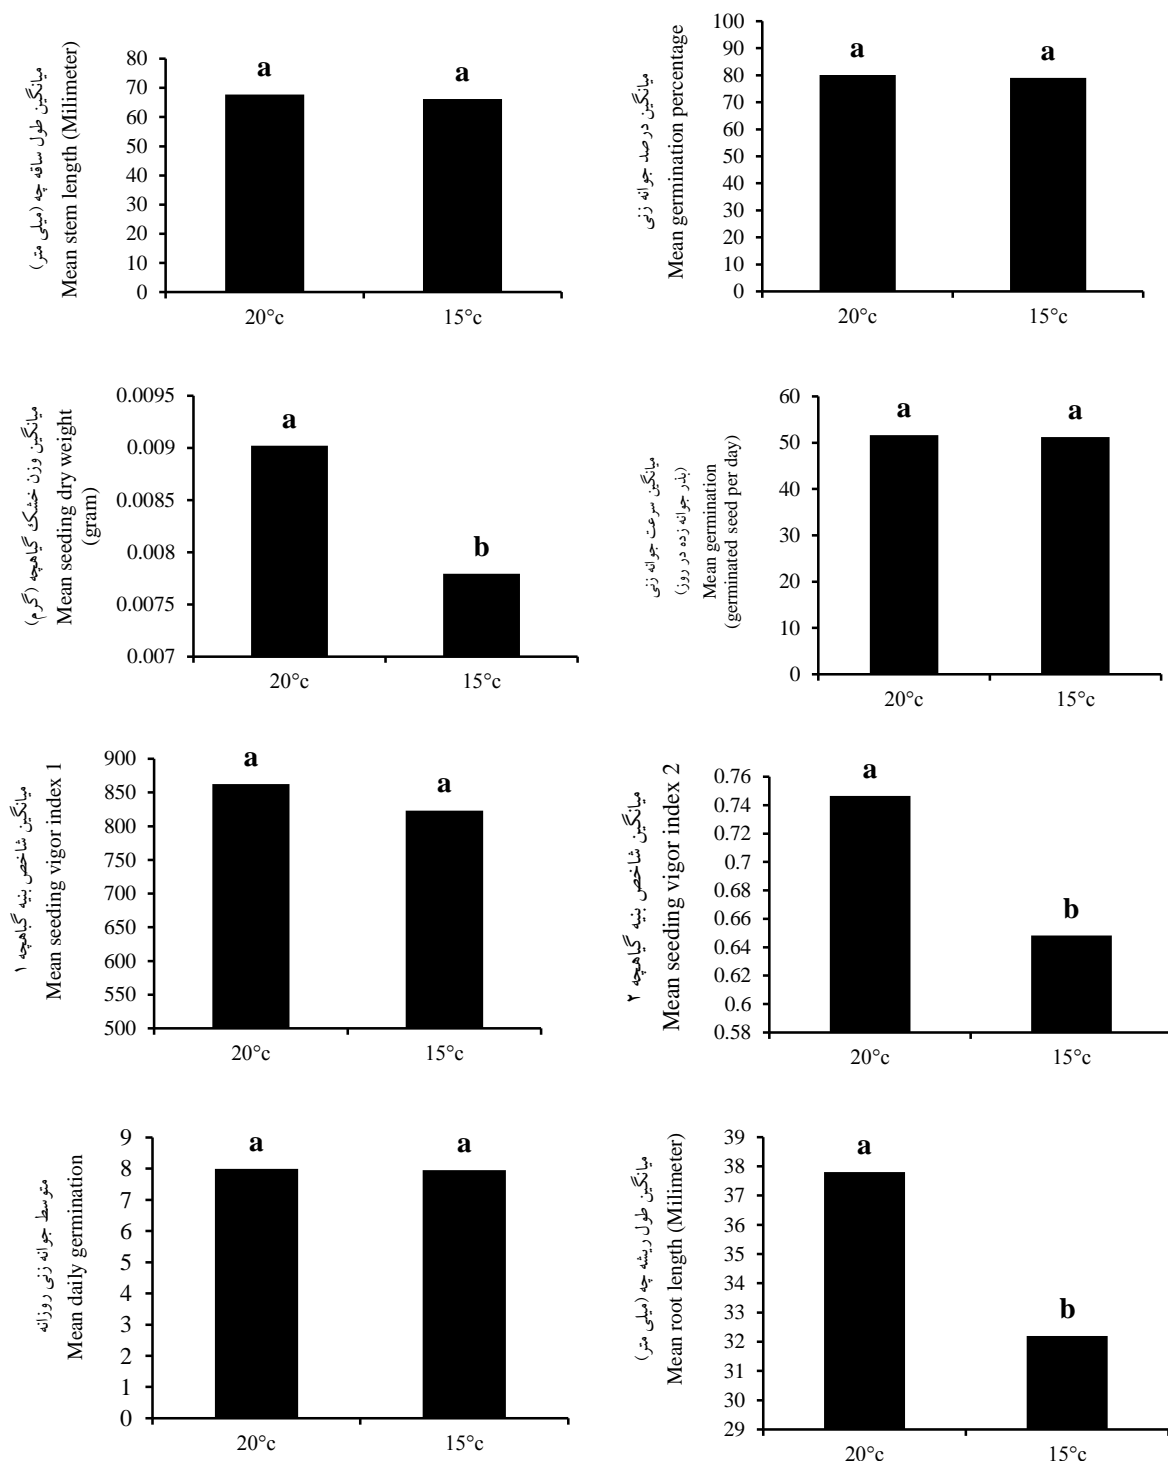 میانگین طول ساقه چه (میلی متر)
Mean stem length (Milimeter)
80
70
60
50
40
30
20
10
0
a
a
20°c
15°c
میانگین درصد جوانه زنی
Mean germination percentage
100
90
80
70
60
50
40
30
20
10
0
a
a
20°c
15°c
میانگین وزن خشک گیاهچه (گرم)
Mean seeding dry weight
(gram)
0.0095
0.009
0.0085
0.008
0.0075
0.007
a
b
20°c
15°c
میانگین سرعت جوانه زنی
(بذر جوانه زده در روز)
Mean germination
(germinated seed per day)
60
50
40
30
20
10
0
a
a
20°c
15°c
میانگین شاخص بنیه گیاهچه ۱
Mean seeding vigor index 1
900
850
800
750
700
650
600
550
500
a
a
20°c
15°c
میانگین شاخص بنیه گیاهچه ۲
Mean seeding vigor index 2
0.76
0.74
0.72
0.7
0.68
0.66
0.64
0.62
0.6
0.58
a
b
20°c
15°c
متوسط جوانه زنی روزانه
Mean daily germination
9
8
7
6
5
4
3
2
1
0
a
a
20°c
15°c
میانگین طول ریشه چه (میلی متر)
Mean root length (Milimeter)
39
38
37
36
35
34
33
32
31
30
29
a
b
20°c
15°c